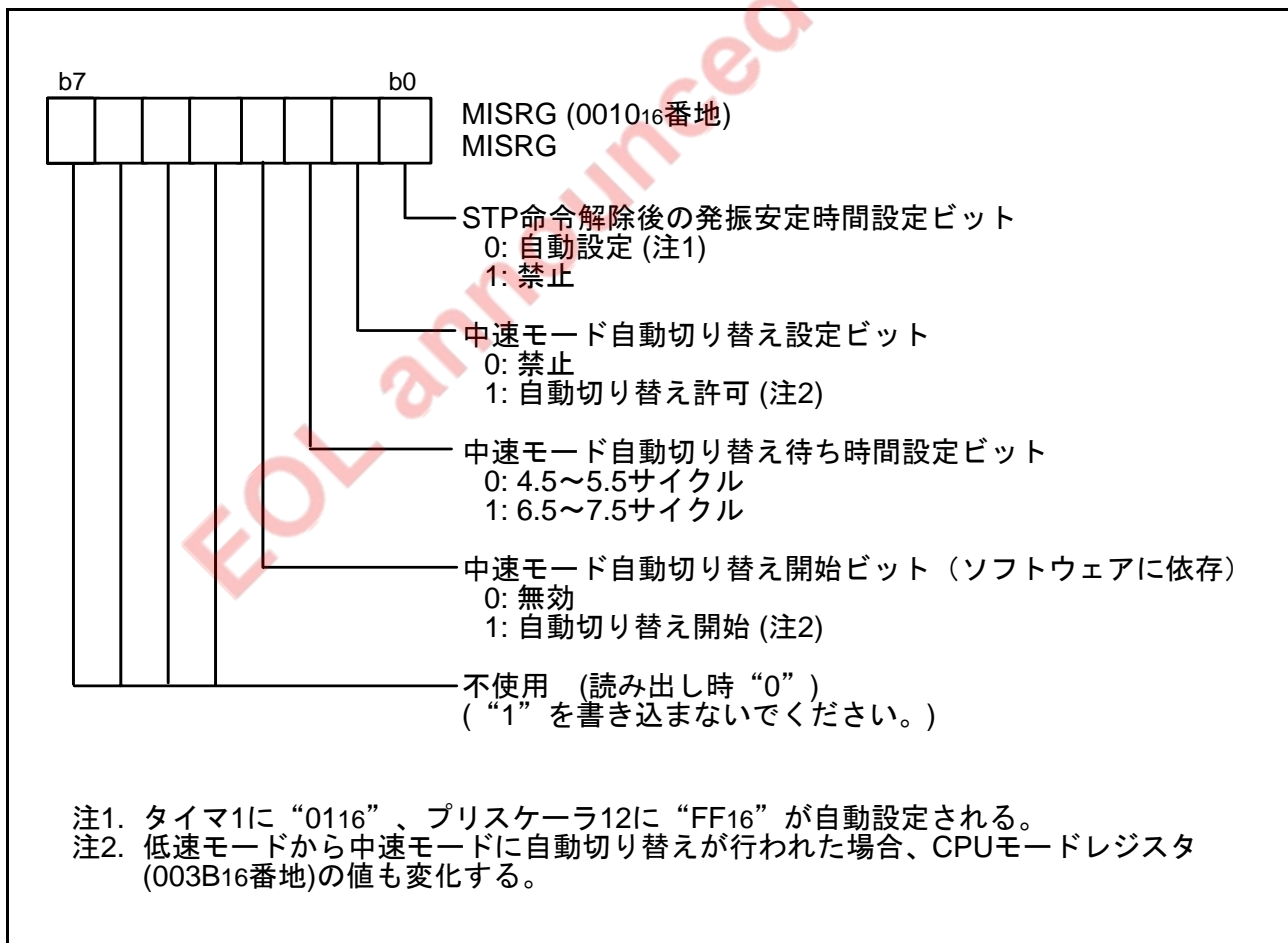 EOL announced
b7 b0
MISRG (001016番地)
MISRG
STP命令解除後の発振安定時間設定ビット
0: 自動設定 (注1)
1: 禁止
中速モード自動切り替え設定ビット
0: 禁止
1: 自動切り替え許可 (注2)
中速モード自動切り替え待ち時間設定ビット
0: 4.5～5.5サイクル
1: 6.5～7.5サイクル
中速モード自動切り替え開始ビット（ソフトウェアに依存）
0: 無効
1: 自動切り替え開始 (注2)
不使用 (読み出し時“0”)
(“1”を書き込まないでください。)
注1. タイマ1に“0116”、プリスケーラ12に“FF16”が自動設定される。
注2. 低速モードから中速モードに自動切り替えが行われた場合、CPUモードレジスタ
(003B16番地)の値も変化する。